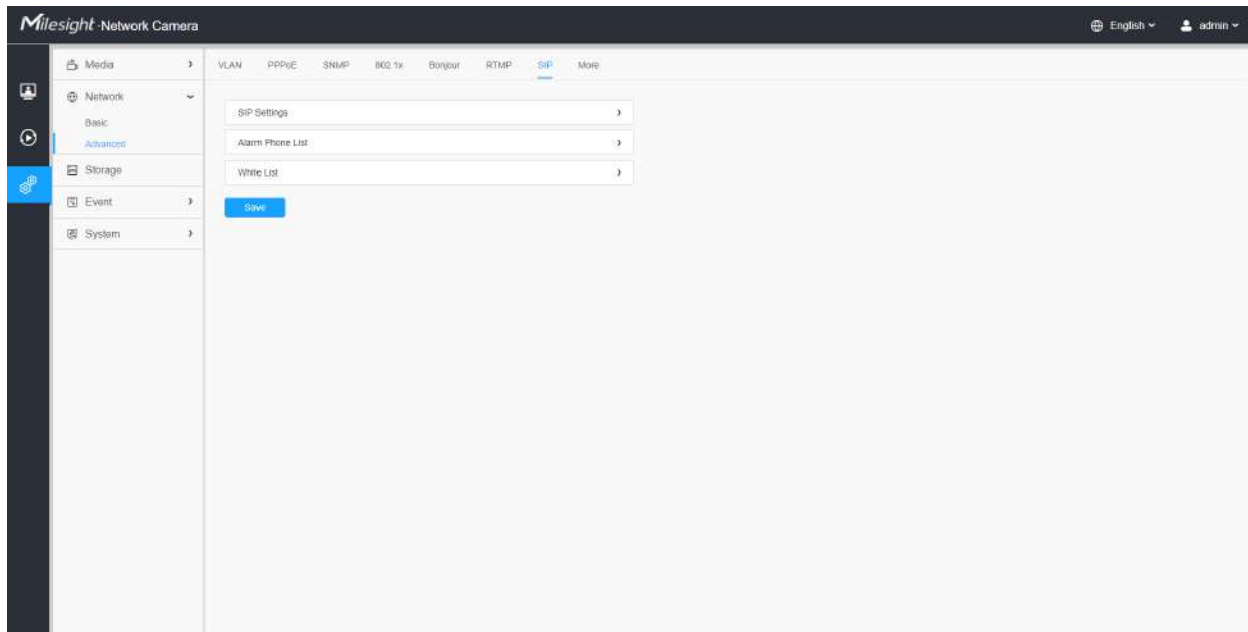 Milesight·Network Camera
English
admin
Media
Network
Basic
Advanced
Storage
Event
System
VLAN PPPoE SNMP 802.1x Bonjour RTMP SIP More
SIP Settings
Alarm Phone List
White List
Save